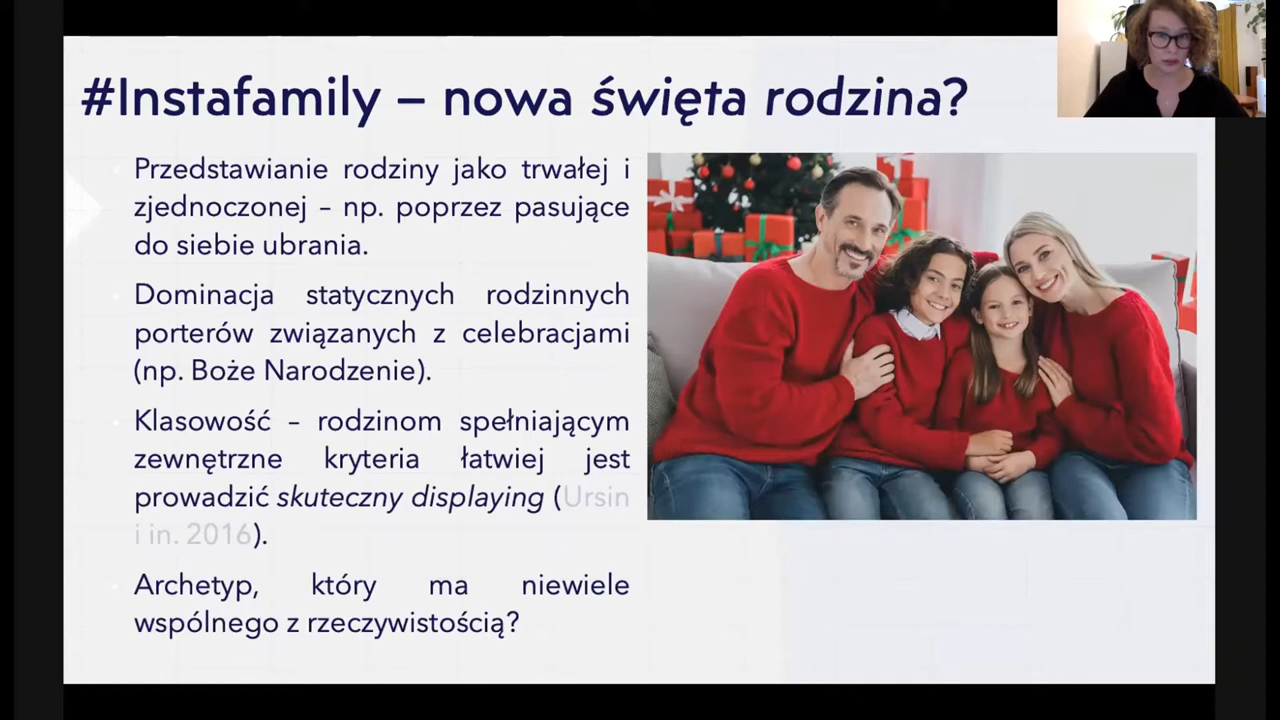 #Instafamily – nowa święta rodzina?
Przedstawianie rodziny jako trwałej i
zjednoczonej – np. poprzez pasujące
do siebie ubrania.
Dominacja statycznych rodzinnych
porterów związanych z celebracjami
(np. Boże Narodzenie).
Klasowość – rodzinom spełniającym
zewnętrzne kryteria łatwiej jest
prowadzić skuteczny displaying (Ursin
i in. 2016).
Archetyp, który ma niewiele
wspólnego z rzeczywistością?